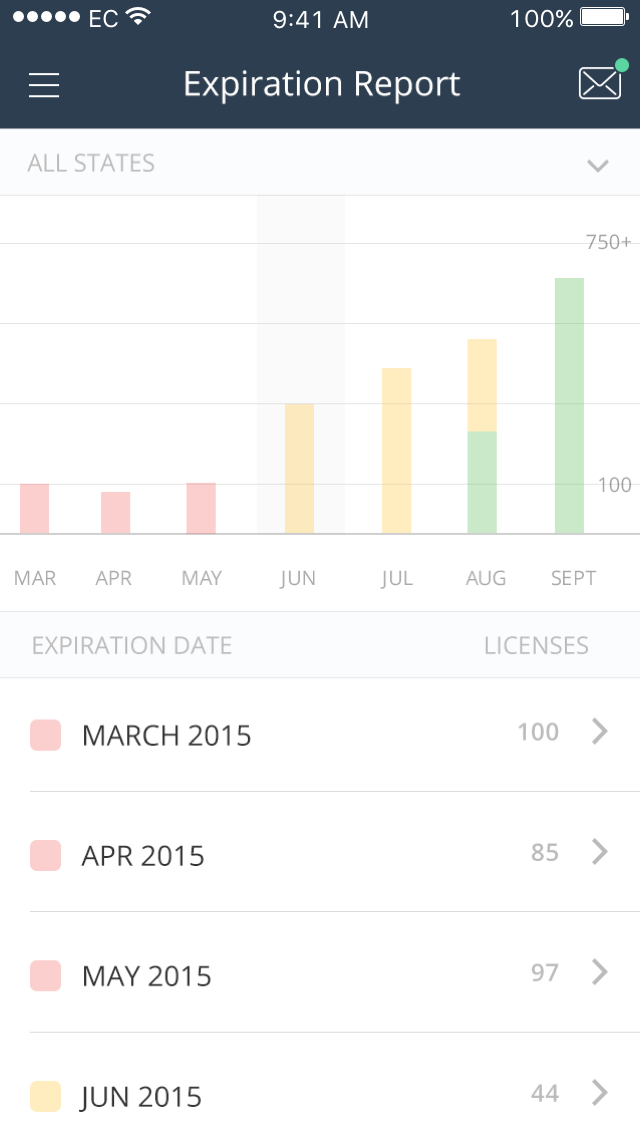 EC 9:41 AM 100%
Expiration Report
ALL STATES
750+
100
MAR APR MAY JUN JUL AUG SEPT
EXPIRATION DATE LICENSES
MARCH 2015 100
APR 2015 85
MAY 2015 97
JUN 2015 44